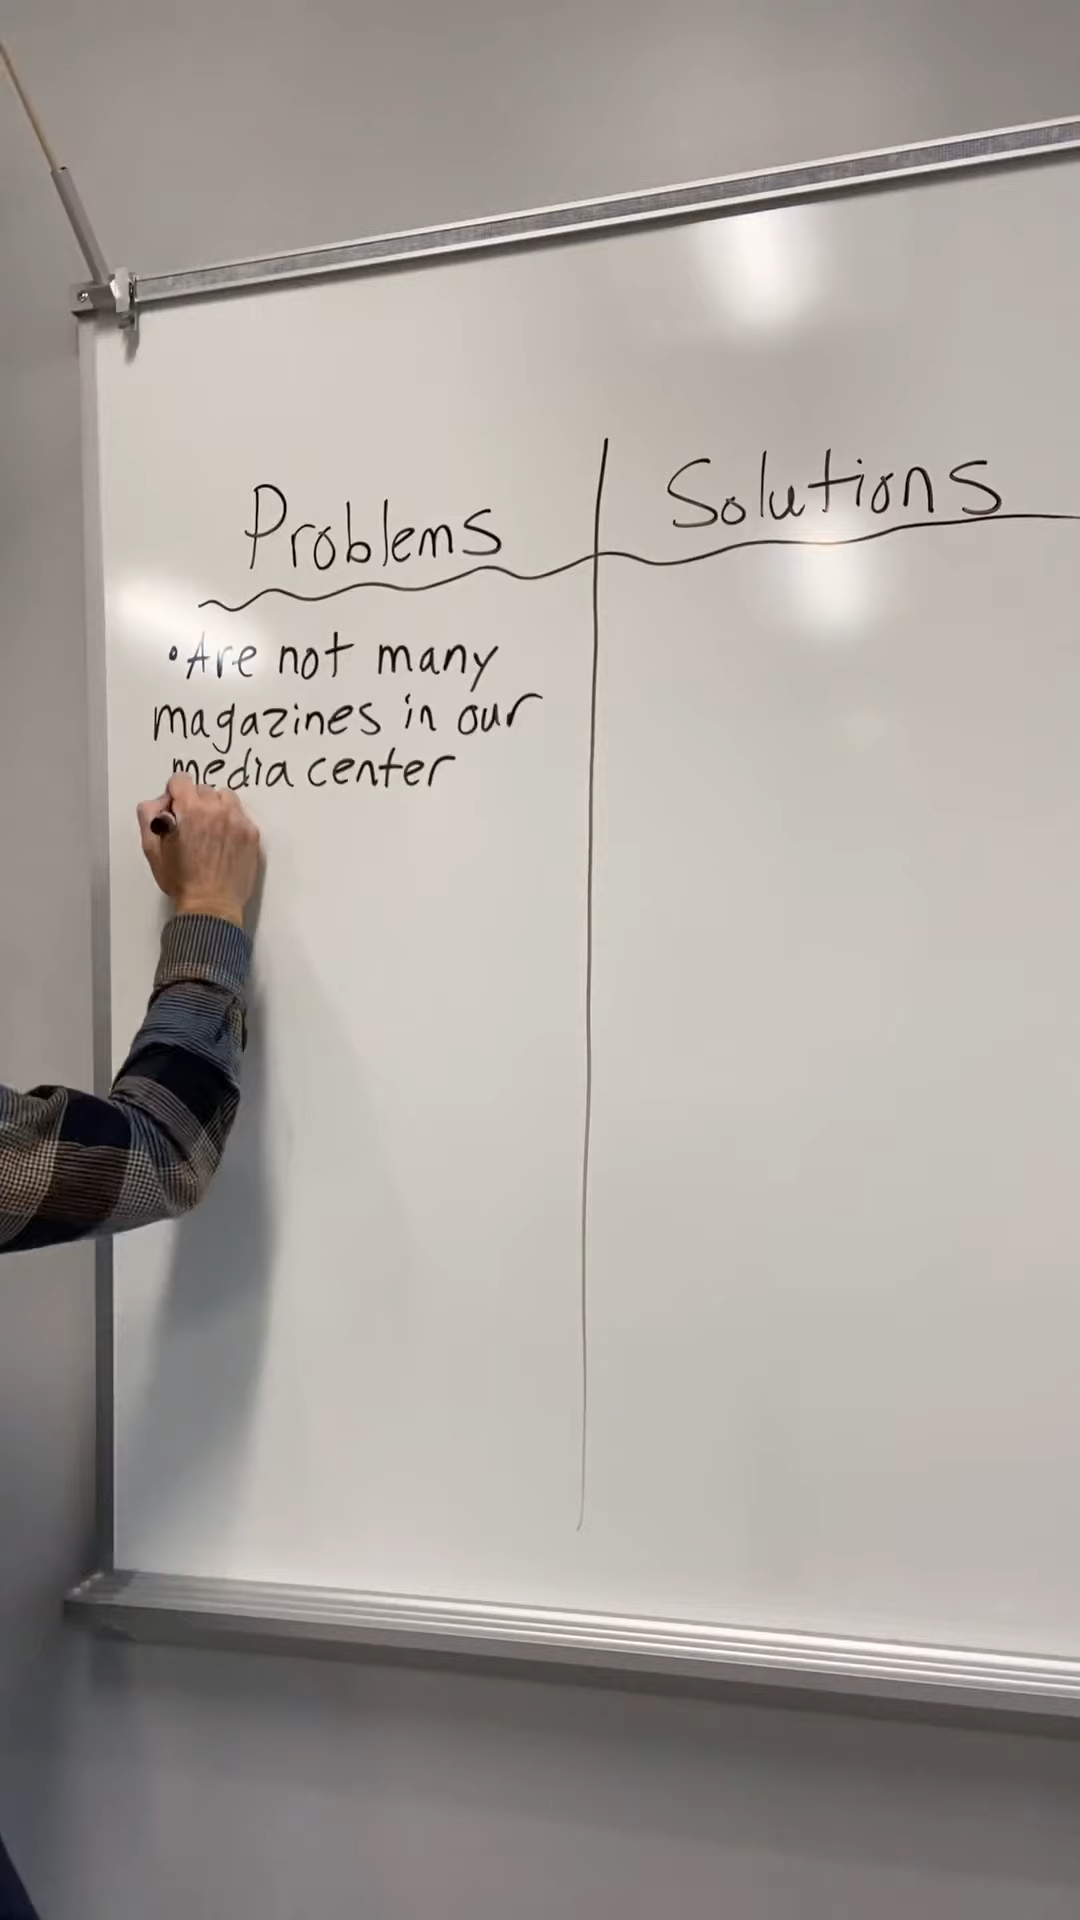 Problems
Solutions
•Are not many
magazines in our
media center